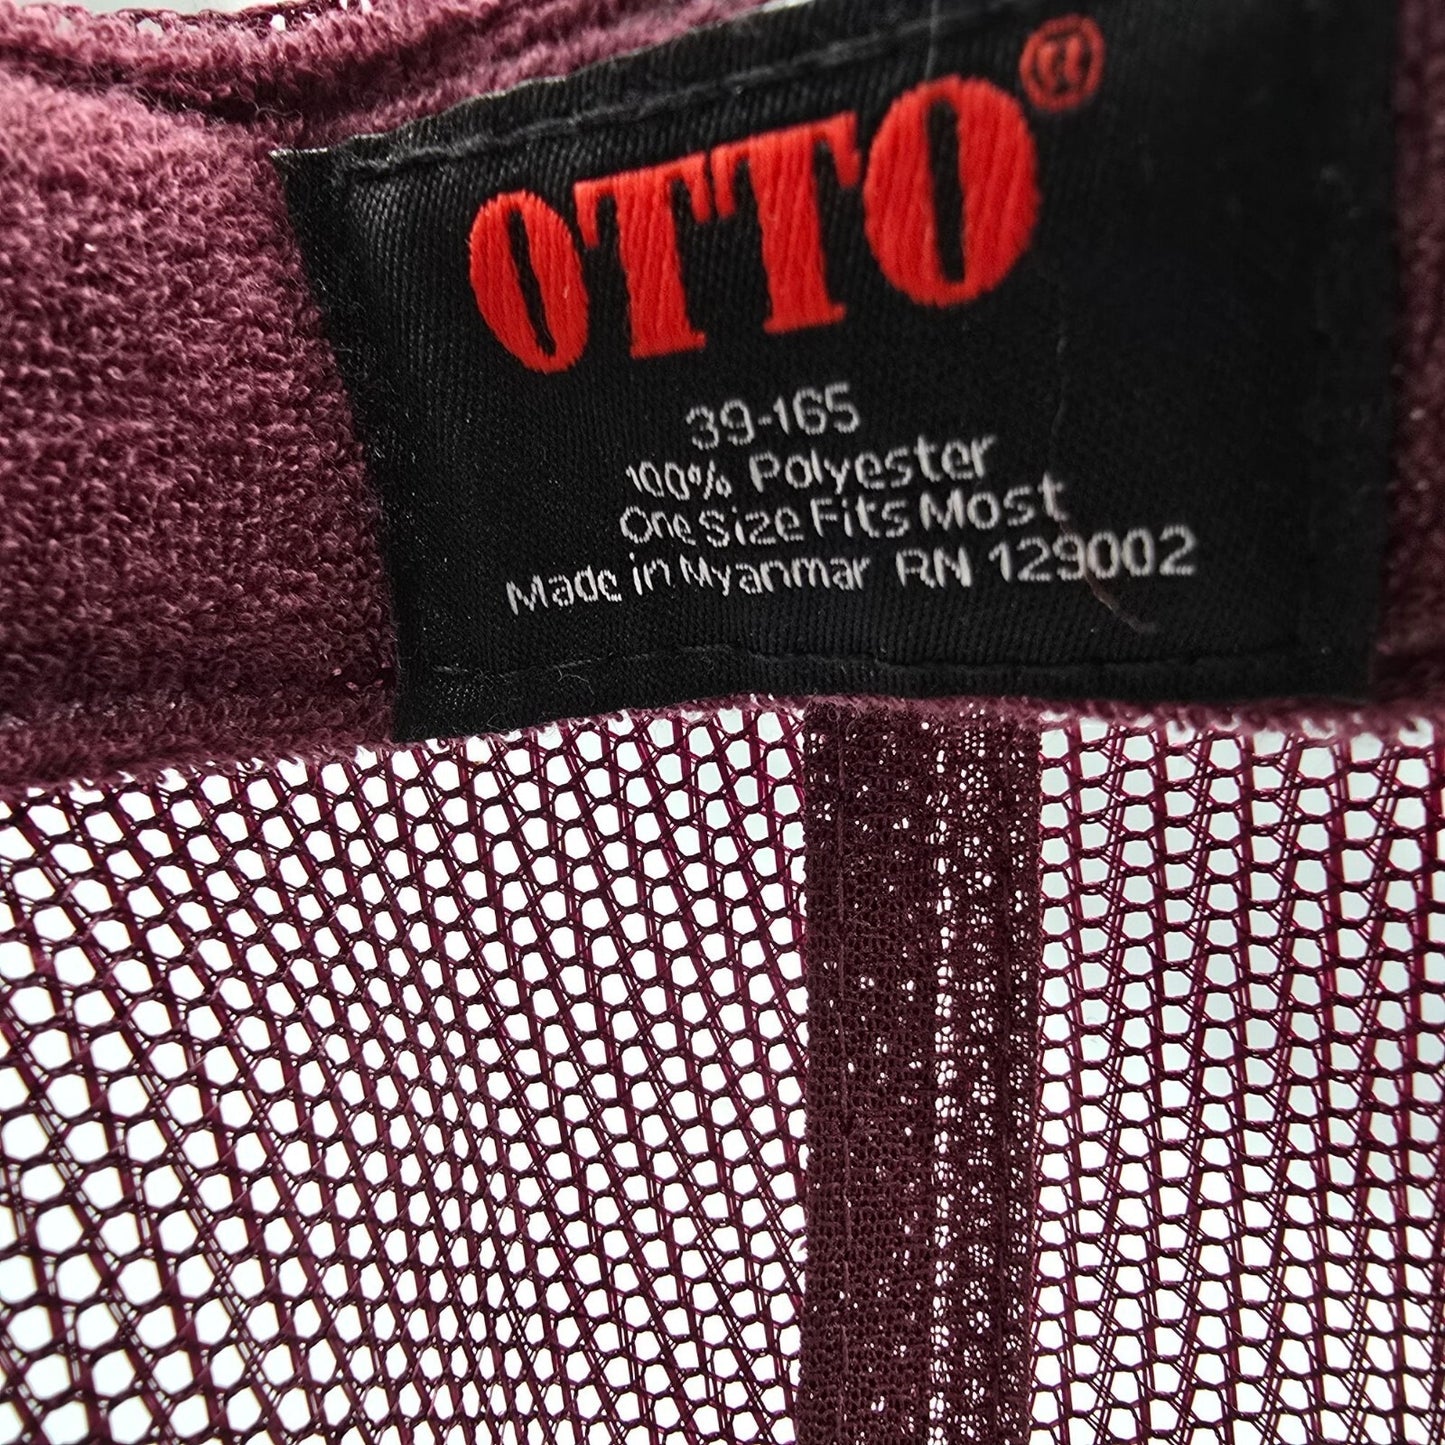 OTTO®
39-165
100% Polyester
One Size Fits Most
Made in Myanmar RN 129002